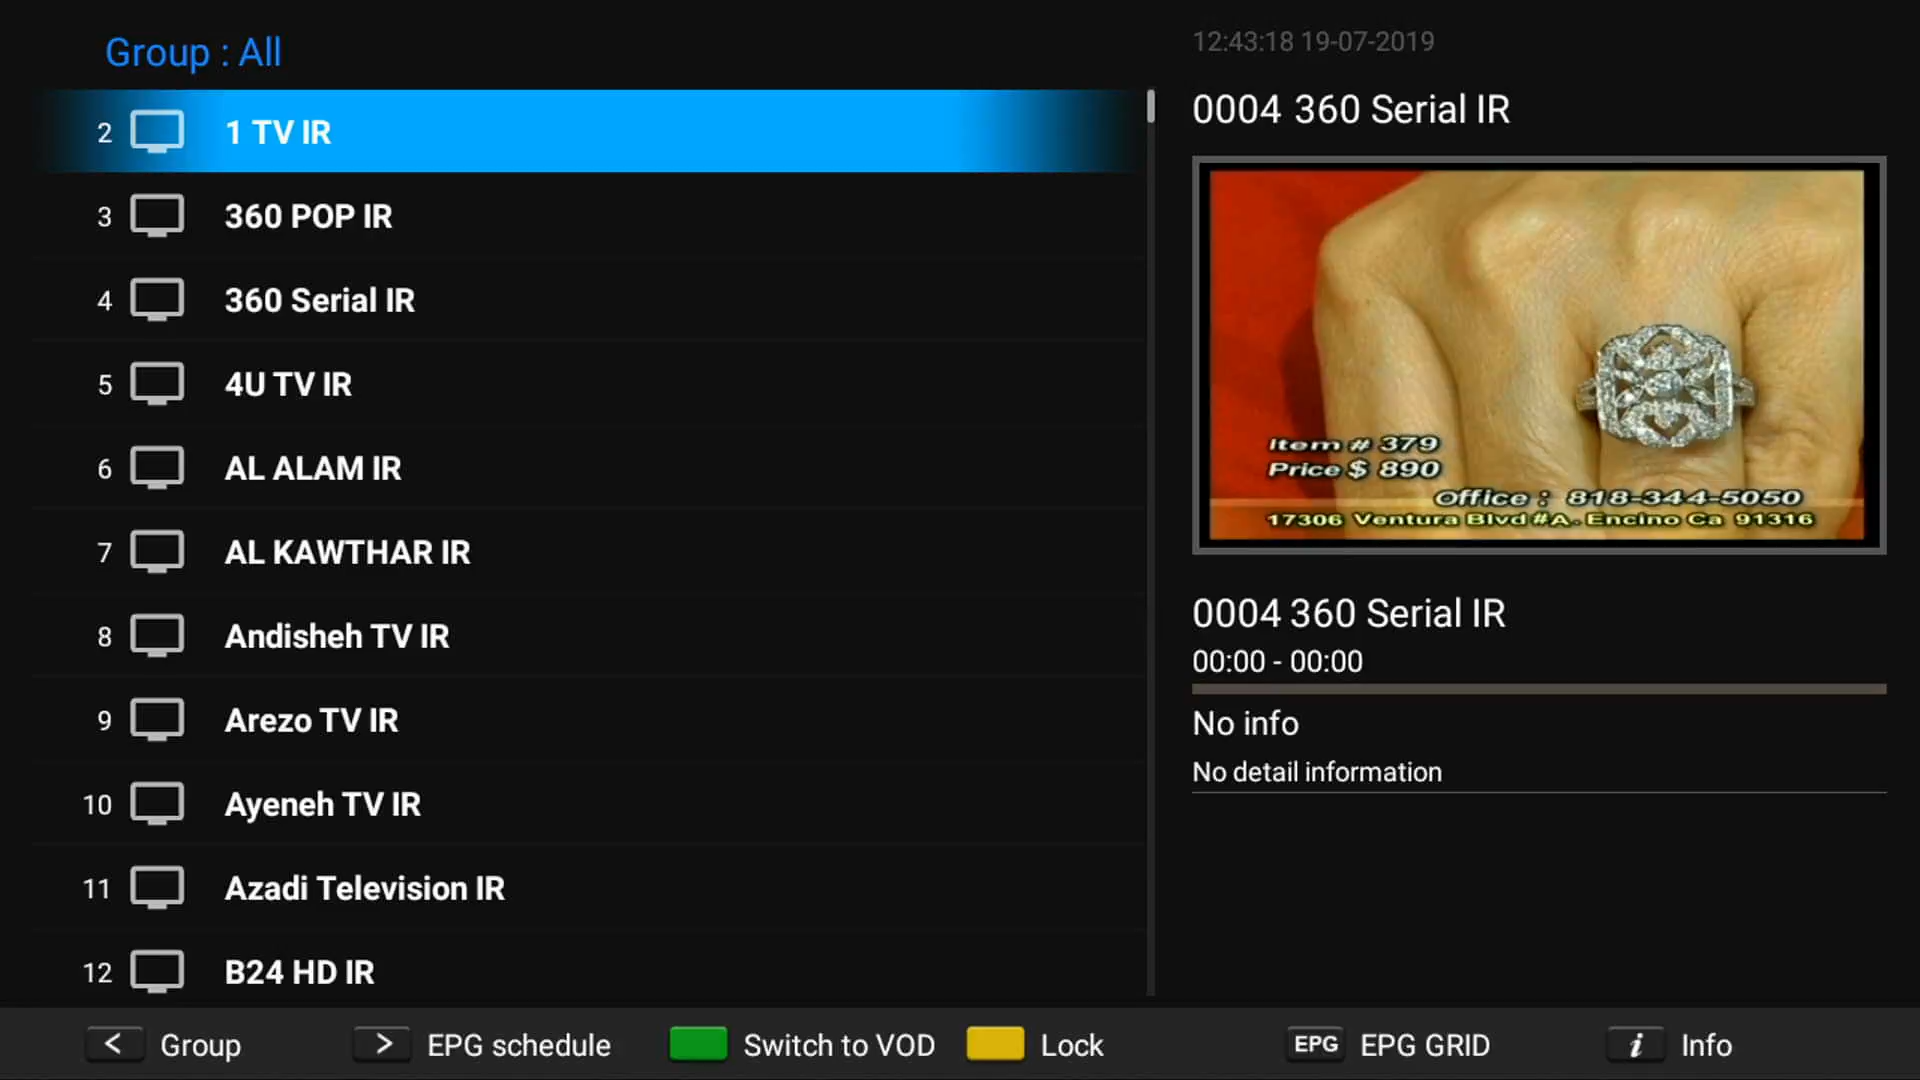 Group : All
2 1 TV IR
3 360 POP IR
4 360 Serial IR
5 4U TV IR
6 AL ALAM IR
7 AL KAWTHAR IR
8 Andisheh TV IR
9 Arezo TV IR
10 Ayeneh TV IR
11 Azadi Television IR
12 B24 HD IR
12:43:18 19-07-2019
0004 360 Serial IR
Item # 379
Price $ 890
Office : 818-344-5050
17306 Ventura Blvd #A. Encino Ca 91316
0004 360 Serial IR
00:00 - 00:00
No info
No detail information
< Group > EPG schedule Switch to VOD Lock EPG EPG GRID i Info